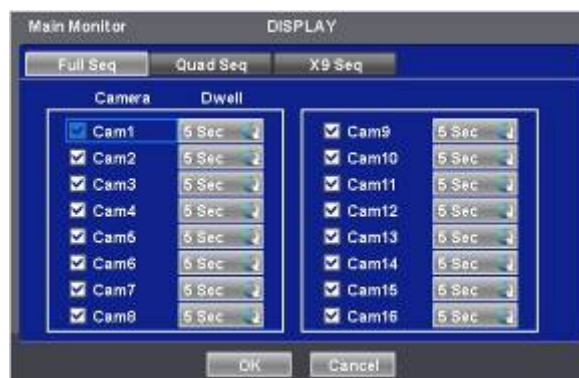 Main Monitor DISPLAY
Full Seq Quad Seq X9 Seq
Camera Dwell
Cam1 5 Sec
Cam2 5 Sec
Cam3 5 Sec
Cam4 5 Sec
Cam5 5 Sec
Cam6 5 Sec
Cam7 5 Sec
Cam8 5 Sec
Cam9 5 Sec
Cam10 5 Sec
Cam11 5 Sec
Cam12 5 Sec
Cam13 5 Sec
Cam14 5 Sec
Cam15 5 Sec
Cam16 5 Sec
OK Cancel